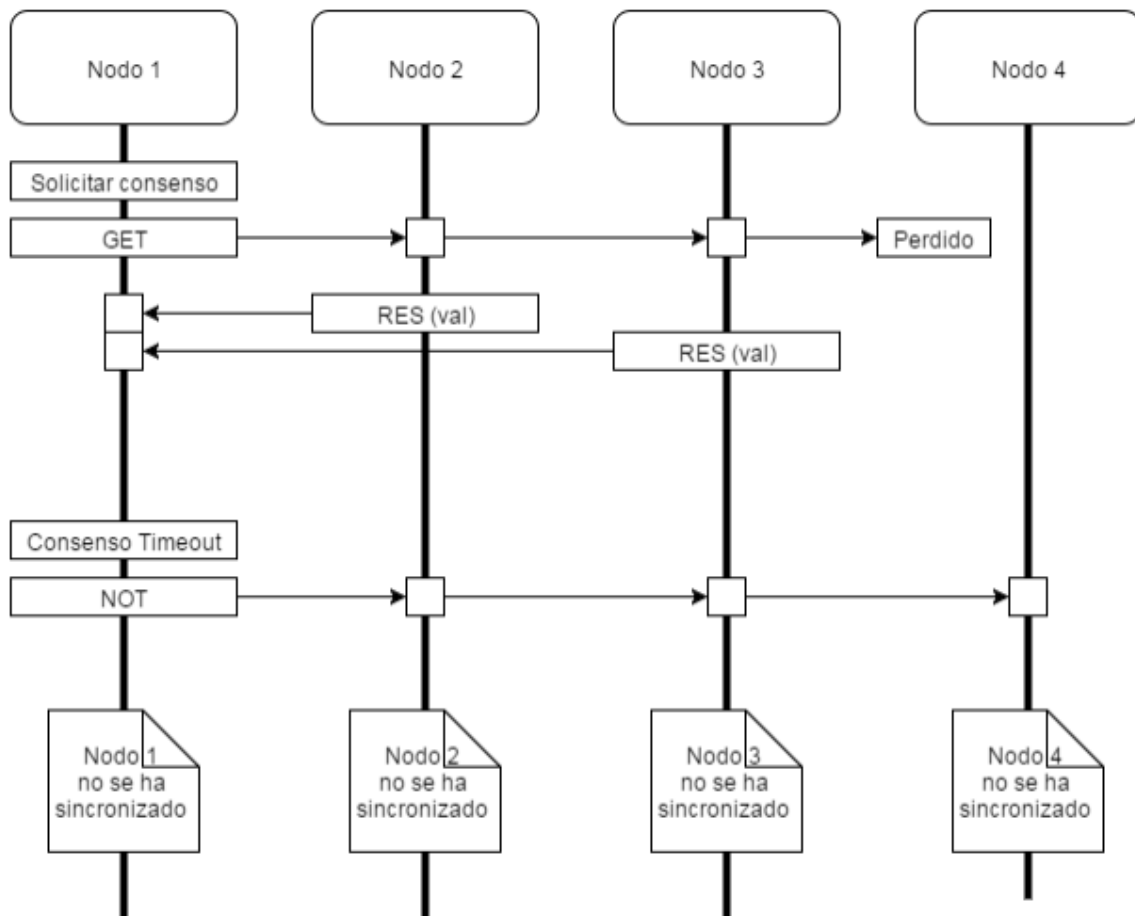 Nodo 1
Nodo 2
Nodo 3
Nodo 4
Solicitar consenso
GET
Perdido
RES (val)
RES (val)
Consenso Timeout
NOT
Nodo 1
no se ha
sincronizado
Nodo 2
no se ha
sincronizado
Nodo 3
no se ha
sincronizado
Nodo 4
no se ha
sincronizado